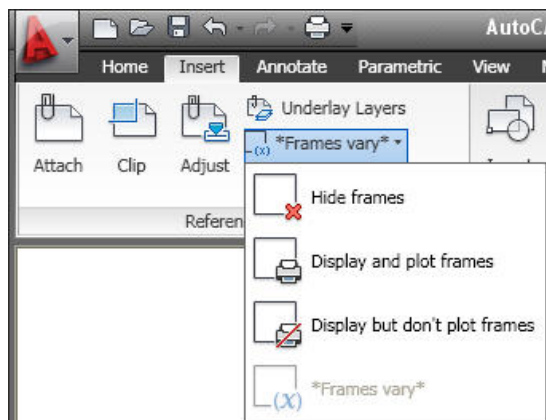 AutoCA
Home Insert Annotate Parametric View
Underlay Layers
(x) *Frames vary*
Attach Clip Adjust
Referen
Hide frames
Display and plot frames
Display but don't plot frames
(x) *Frames vary*